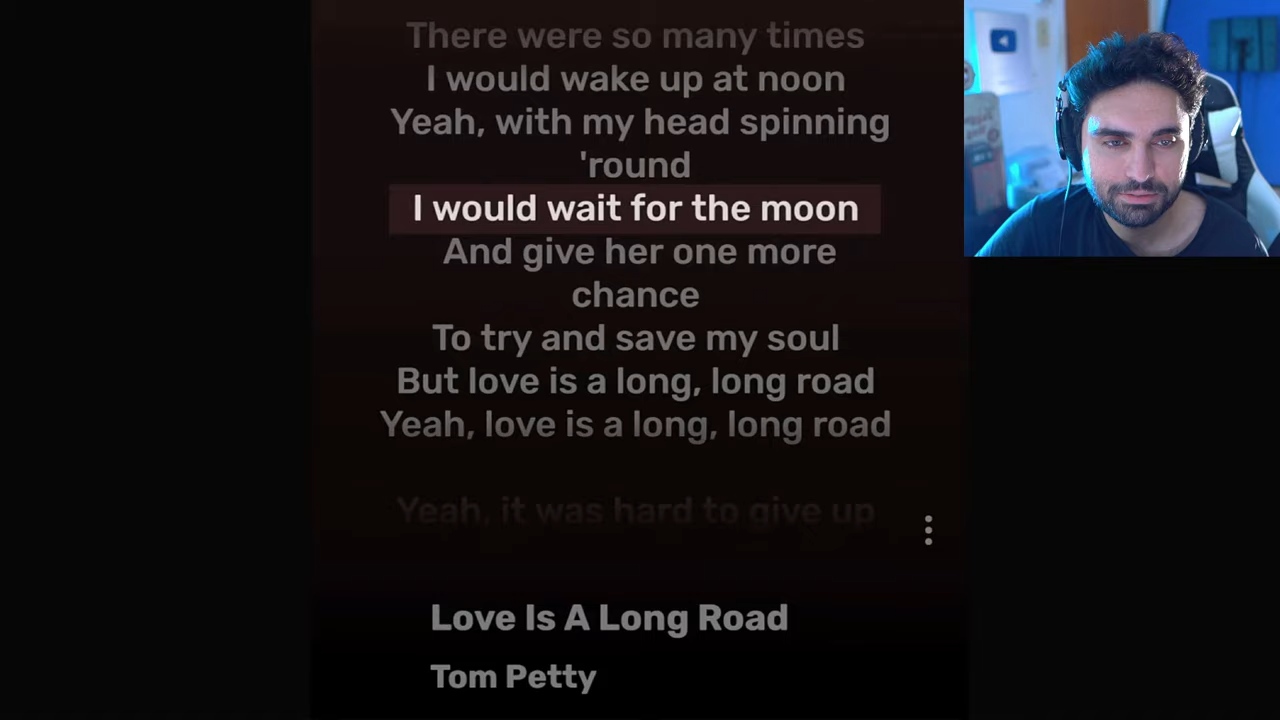 There were so many times
I would wake up at noon
Yeah, with my head spinning
'round
I would wait for the moon
And give her one more
chance
To try and save my soul
But love is a long, long road
Yeah, love is a long, long road
Yeah, it was hard to give up
Love Is A Long Road
Tom Petty